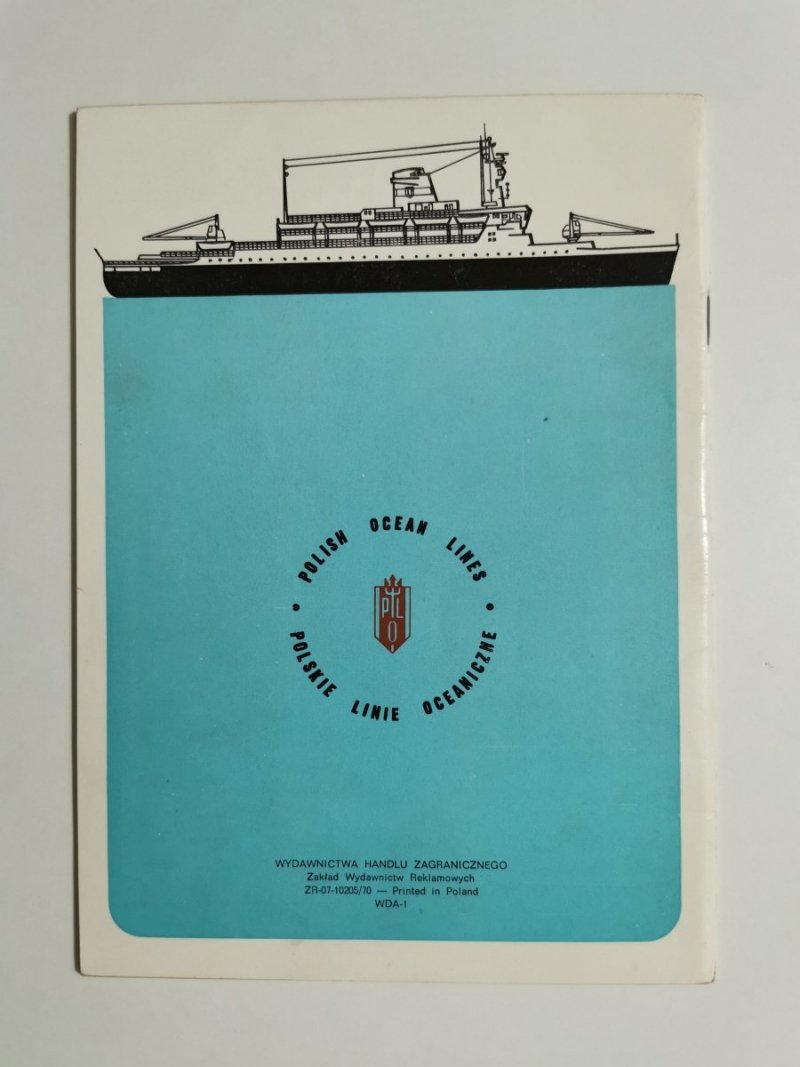 POLISH OCEAN LINES
PLO
POLSKIE LINIE OCEANICZNE
WYDAWNICTWA HANDLU ZAGRANICZNEGO
Zakład Wydawnictw Reklamowych
ZR-07-10205/70 — Printed in Poland
WDA-1